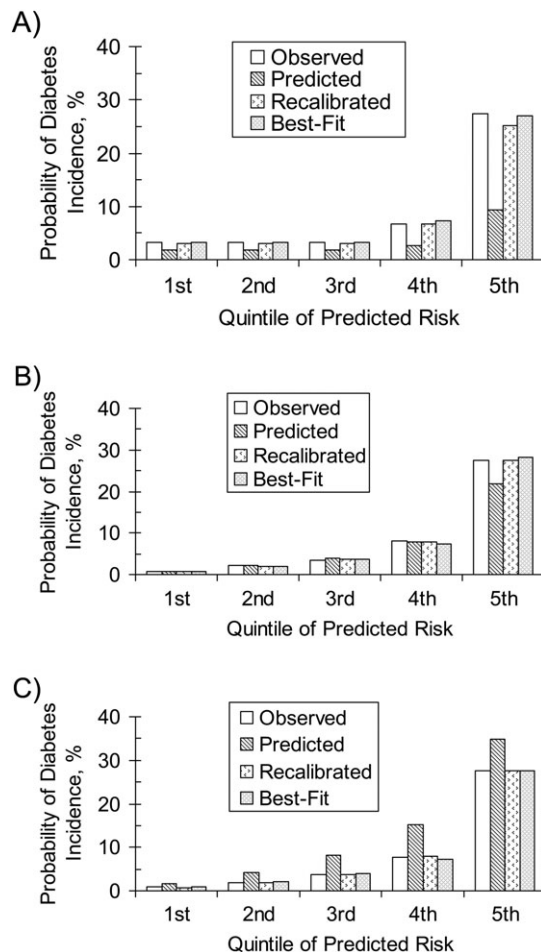 A)
Probability of Diabetes
Incidence, %
40
30
20
10
0
Observed
Predicted
Recalibrated
Best-Fit
1st 2nd 3rd 4th 5th
Quintile of Predicted Risk
B)
Probability of Diabetes
Incidence, %
40
30
20
10
0
Observed
Predicted
Recalibrated
Best-Fit
1st 2nd 3rd 4th 5th
Quintile of Predicted Risk
C)
Probability of Diabetes
Incidence, %
40
30
20
10
0
Observed
Predicted
Recalibrated
Best-Fit
1st 2nd 3rd 4th 5th
Quintile of Predicted Risk